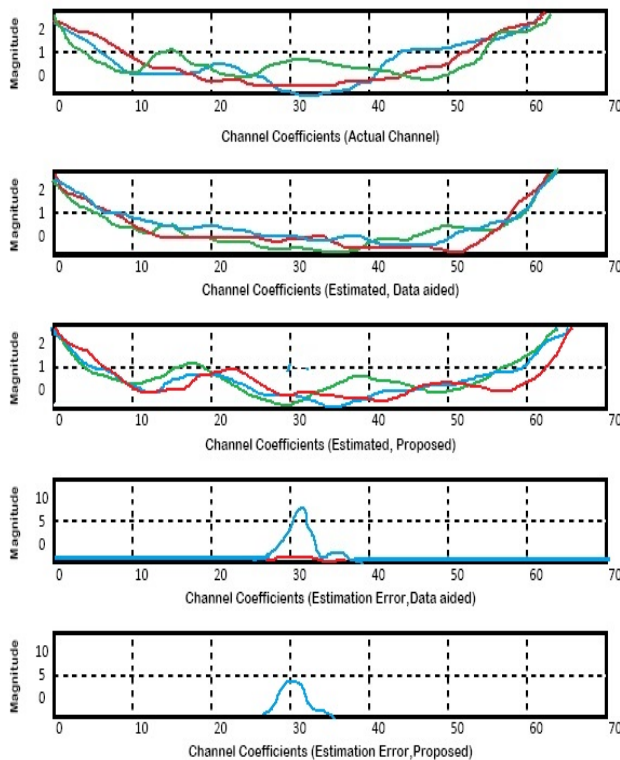 Magnitude
2
1
0
0 10 20 30 40 50 60 70
Channel Coefficients (Actual Channel)
Magnitude
2
1
0
0 10 20 30 40 50 60 70
Channel Coefficients (Estimated, Data aided)
Magnitude
2
1
0
0 10 20 30 40 50 60 70
Channel Coefficients (Estimated, Proposed)
Magnitude
10
5
0
0 10 20 30 40 50 60 70
Channel Coefficients (Estimation Error,Data aided)
Magnitude
10
5
0
0 10 20 30 40 50 60 70
Channel Coefficients (Estimation Error,Proposed)